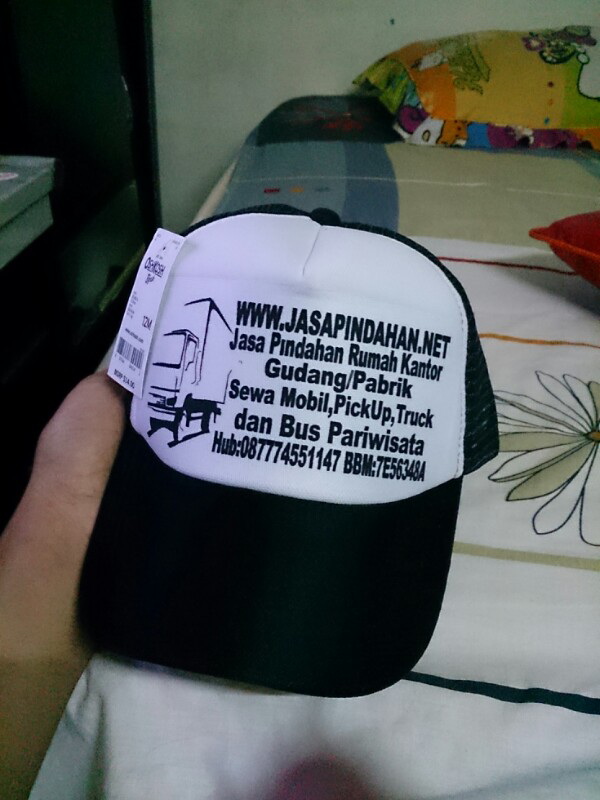 WWW.JASAPINDAHAN.NET
Jasa Pindahan Rumah Kantor
Gudang/Pabrik
Sewa Mobil,PickUp,Truck
dan Bus Pariwisata
Hub:087774551147 BBM:7E56348A
12M